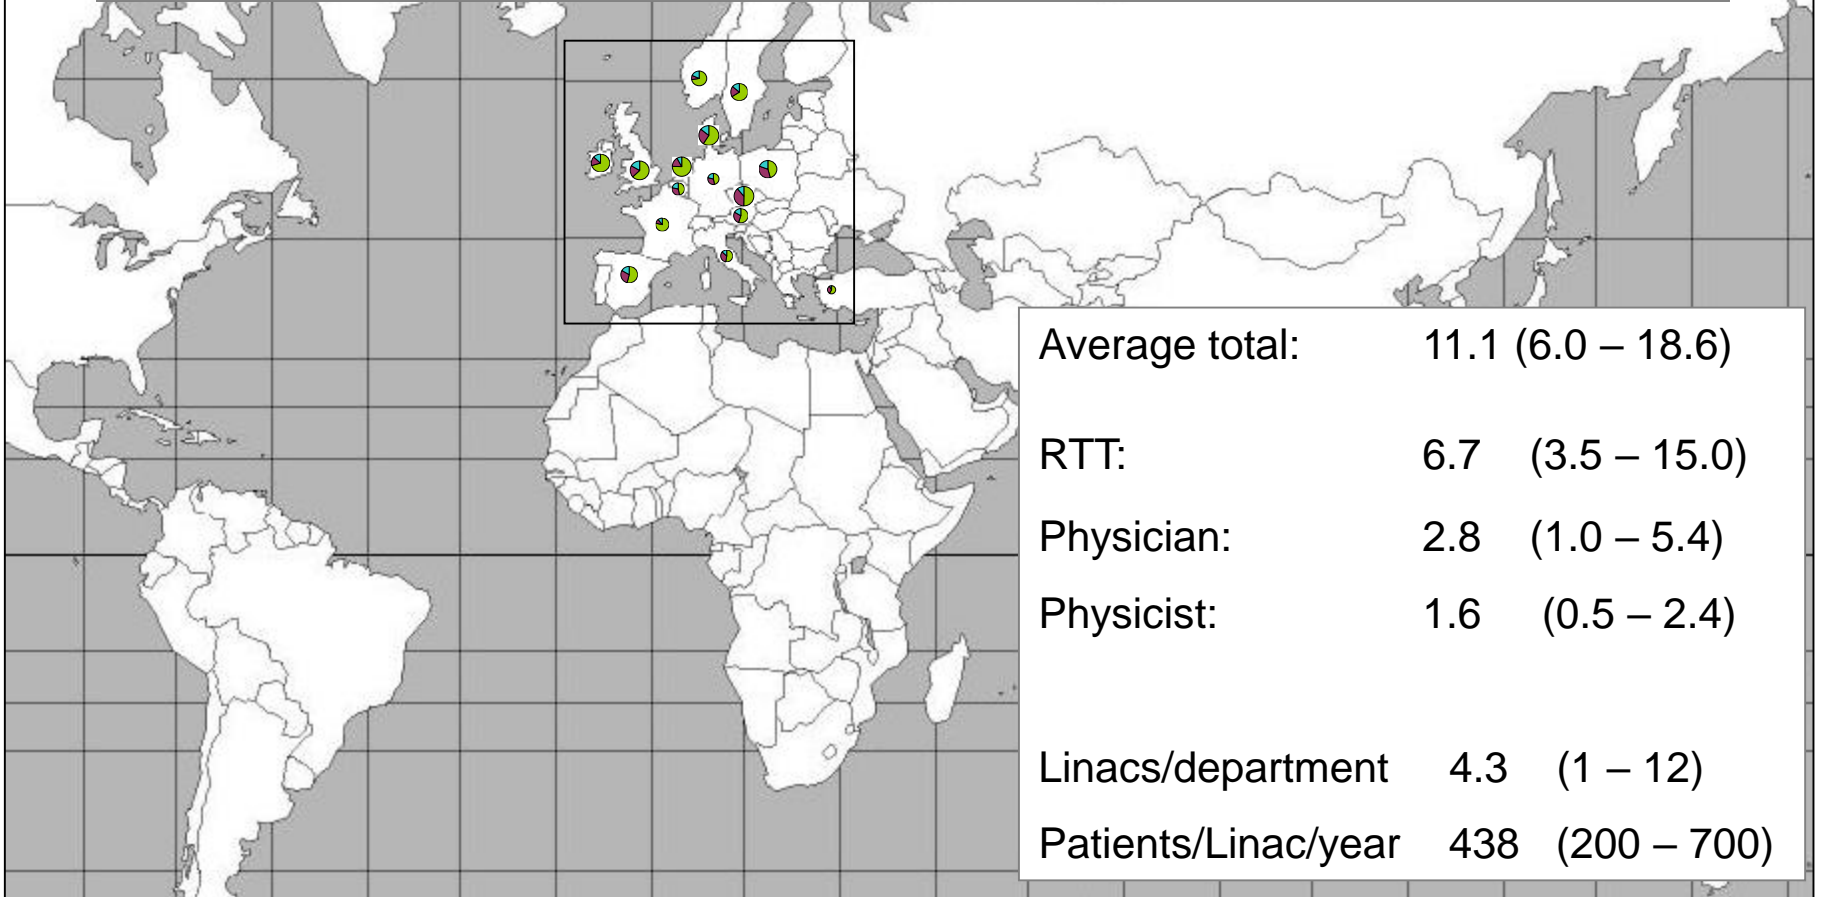 Average total: 11.1 (6.0 – 18.6)
RTT: 6.7 (3.5 – 15.0)
Physician: 2.8 (1.0 – 5.4)
Physicist: 1.6 (0.5 – 2.4)
Linacs/department 4.3 (1 – 12)
Patients/Linac/year 438 (200 – 700)